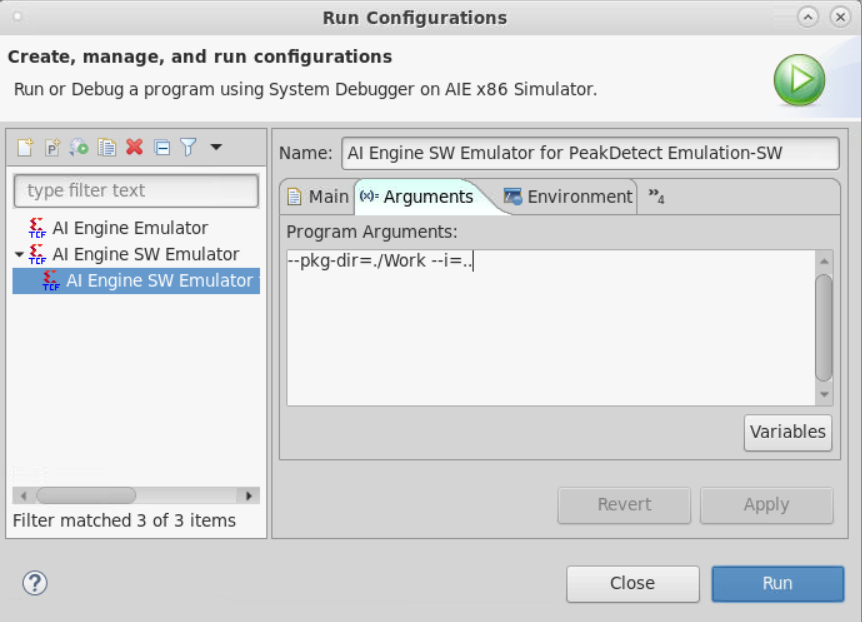 Run Configurations
Create, manage, and run configurations
Run or Debug a program using System Debugger on AIE x86 Simulator.
type filter text
AI Engine Emulator
AI Engine SW Emulator
AI Engine SW Emulator
Filter matched 3 of 3 items
Name: AI Engine SW Emulator for PeakDetect Emulation-SW
Main (x)= Arguments Environment »4
Program Arguments:
--pkg-dir=./Work --i=..
Variables
Revert Apply
? Close Run